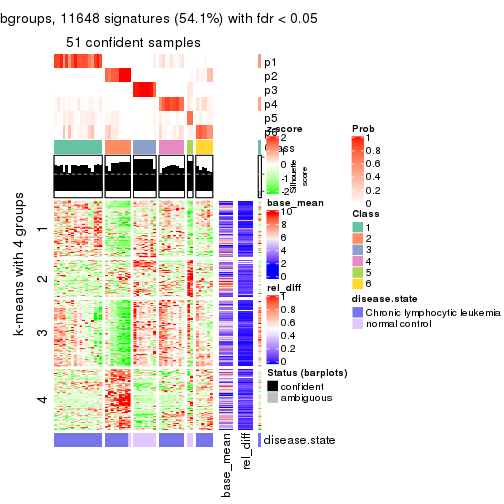 bgroups, 11648 signatures (54.1%) with fdr < 0.05
51 confident samples
p1
p2
p3
p4
p5
p6
Class
z-score
2
1
0
-1
-2
Silhouette
score
base_mean
10
8
6
4
2
0
rel_diff
1
0.8
0.6
0.4
0.2
0
Status (barplots)
confident
ambiguous
Prob
1
0.8
0.6
0.4
0.2
0
Class
1
2
3
4
5
6
disease.state
Chronic lymphocytic leukemia
normal control
k-means with 4 groups
1
2
3
4
base_mean
rel_diff
disease.state